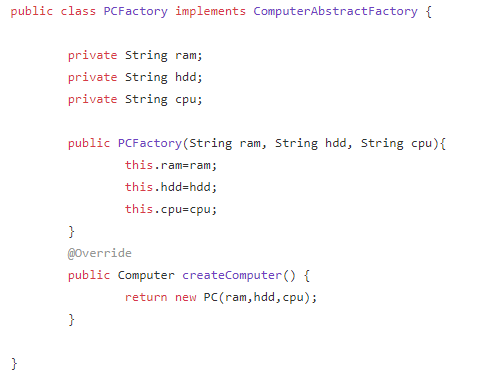 public class PCFactory implements ComputerAbstractFactory {
private String ram;
private String hdd;
private String cpu;
public PCFactory(String ram, String hdd, String cpu){
this.ram=ram;
this.hdd=hdd;
this.cpu=cpu;
}
@Override
public Computer createComputer() {
return new PC(ram,hdd,cpu);
}
}